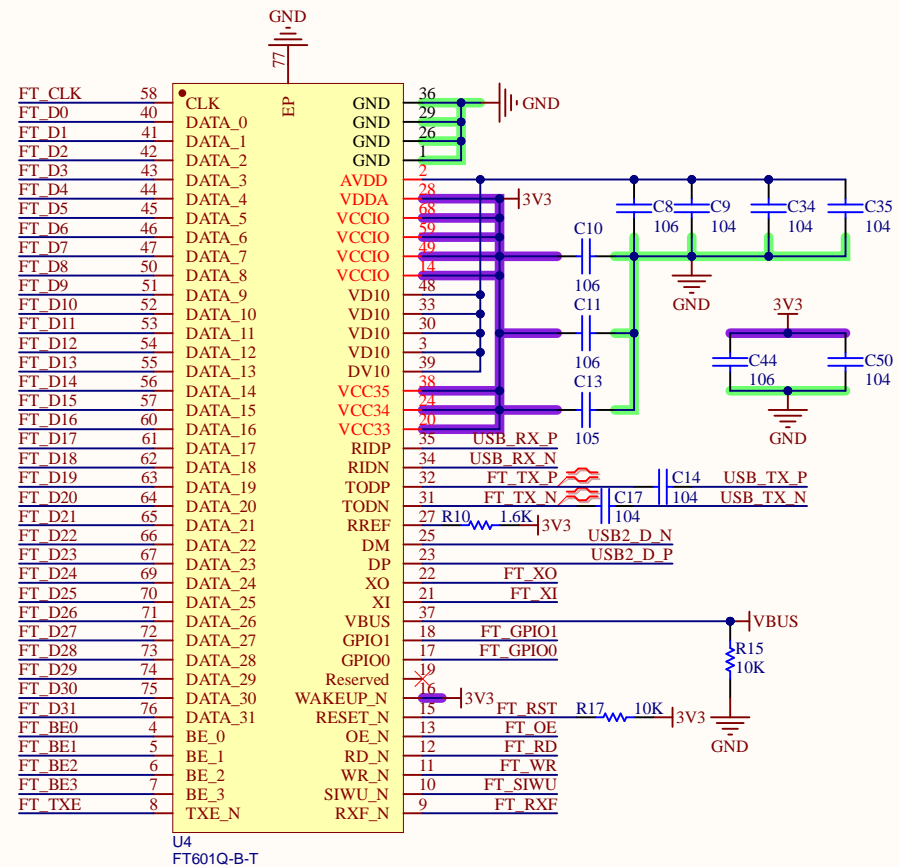 GND
77
EP
FT_CLK 58 CLK GND 36 GND
FT_D0 40 DATA_0 GND 29
FT_D1 41 DATA_1 GND 26
FT_D2 42 DATA_2 GND 1
FT_D3 43 DATA_3 AVDD 2
FT_D4 44 DATA_4 VDDA 28 3V3
FT_D5 45 DATA_5 VCCIO 68
FT_D6 46 DATA_6 VCCIO 59
FT_D7 47 DATA_7 VCCIO 49
FT_D8 50 DATA_8 VCCIO 14
FT_D9 51 DATA_9 VD10 48
FT_D10 52 DATA_10 VD10 33
FT_D11 53 DATA_11 VD10 30
FT_D12 54 DATA_12 VD10 3
FT_D13 55 DATA_13 DV10 39
FT_D14 56 DATA_14 VCC35 38
FT_D15 57 DATA_15 VCC34 24
FT_D16 60 DATA_16 VCC33 20
FT_D17 61 DATA_17 RIDP 35 USB_RX_P
FT_D18 62 DATA_18 RIDN 34 USB_RX_N
FT_D19 63 DATA_19 TODP 32 FT_TX_P C14 104 USB_TX_P
FT_D20 64 DATA_20 TODN 31 FT_TX_N C17 104 USB_TX_N
FT_D21 65 DATA_21 RREF 27 R10 1.6K 3V3
FT_D22 66 DATA_22 DM 25 USB2_D_N
FT_D23 67 DATA_23 DP 23 USB2_D_P
FT_D24 69 DATA_24 XO 22 FT_XO
FT_D25 70 DATA_25 XI 21 FT_XI
FT_D26 71 DATA_26 VBUS 37 VBUS
FT_D27 72 DATA_27 GPIO1 18 FT_GPIO1
FT_D28 73 DATA_28 GPIO0 17 FT_GPIO0
FT_D29 74 DATA_29 Reserved 19
FT_D30 75 DATA_30 WAKEUP_N 16 3V3
FT_D31 76 DATA_31 RESET_N 15 FT_RST R17 10K 3V3
FT_BE0 4 BE_0 OE_N 13 FT_OE
FT_BE1 5 BE_1 RD_N 12 FT_RD
FT_BE2 6 BE_2 WR_N 11 FT_WR
FT_BE3 7 BE_3 SIWU_N 10 FT_SIWU
FT_TXE 8 TXE_N RXF_N 9 FT_RXF
U4
FT601Q-B-T
C8 C9 C34 C35
106 104 104 104
GND
C10
106
C11
106
C13
105
3V3
C44 C50
106 104
GND
R15
10K
GND